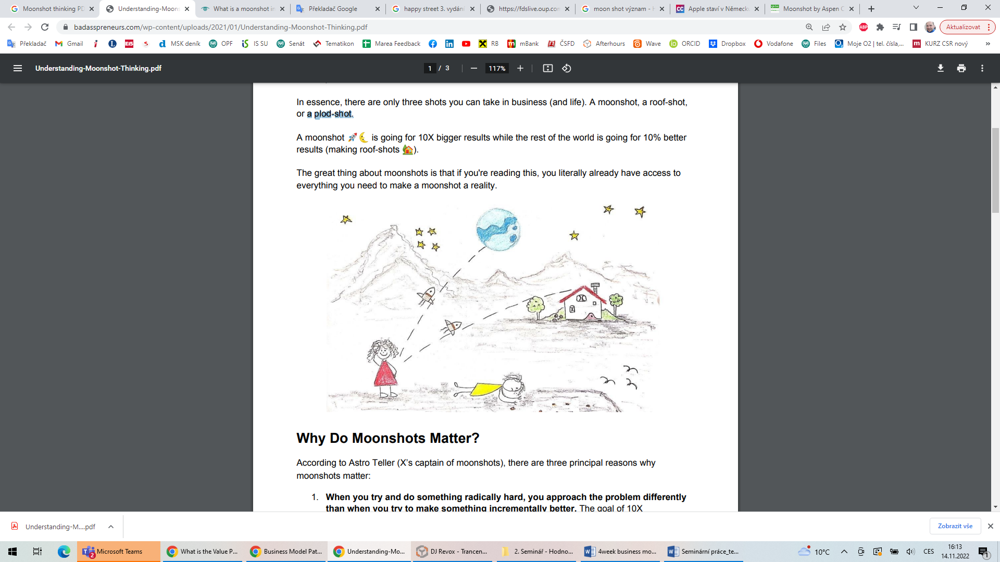 Moonshot thinking PD
Understanding-Moons
What is a moonshot in
Překladač Google
happy street 3. vydání
https://fdslive.oup.com
moon shot význam - H
Apple staví v Německu
Moonshot by Aspen C
badasspreneurs.com/wp-content/uploads/2021/01/Understanding-Moonshot-Thinking.pdf
ABP
Aktualizovat
Překladač
Gmail
MSK deník
OPF
IS SU
Senát
Tematikon
Marea Feedback
RB
mBank
ČSFD
Afterhours
Wave
ORCID
Dropbox
Vodafone
Files
Moje O2 | tel. čísla,...
KURZ CSR nový
»
Understanding-Moonshot-Thinking.pdf
1 / 3
117%
In essence, there are only three shots you can take in business (and life). A moonshot, a roof-shot,
or a plod-shot.
A moonshot 🚀🌜 is going for 10X bigger results while the rest of the world is going for 10% better
results (making roof-shots 🏡).
The great thing about moonshots is that if you're reading this, you literally already have access to
everything you need to make a moonshot a reality.
Why Do Moonshots Matter?
According to Astro Teller (X's captain of moonshots), there are three principal reasons why
moonshots matter:
1. When you try and do something radically hard, you approach the problem differently
than when you try to make something incrementally better. The goal of 10X
Understanding-M....pdf
Zobrazit vše
Microsoft Teams
2
What is the Value P...
Business Model Pat...
Understanding-Mo...
DJ Revox - Trancen...
2. Seminář - Hodno...
4week business mo...
Seminární práce_te...
10°C
CES
16:13
14.11.2022
1